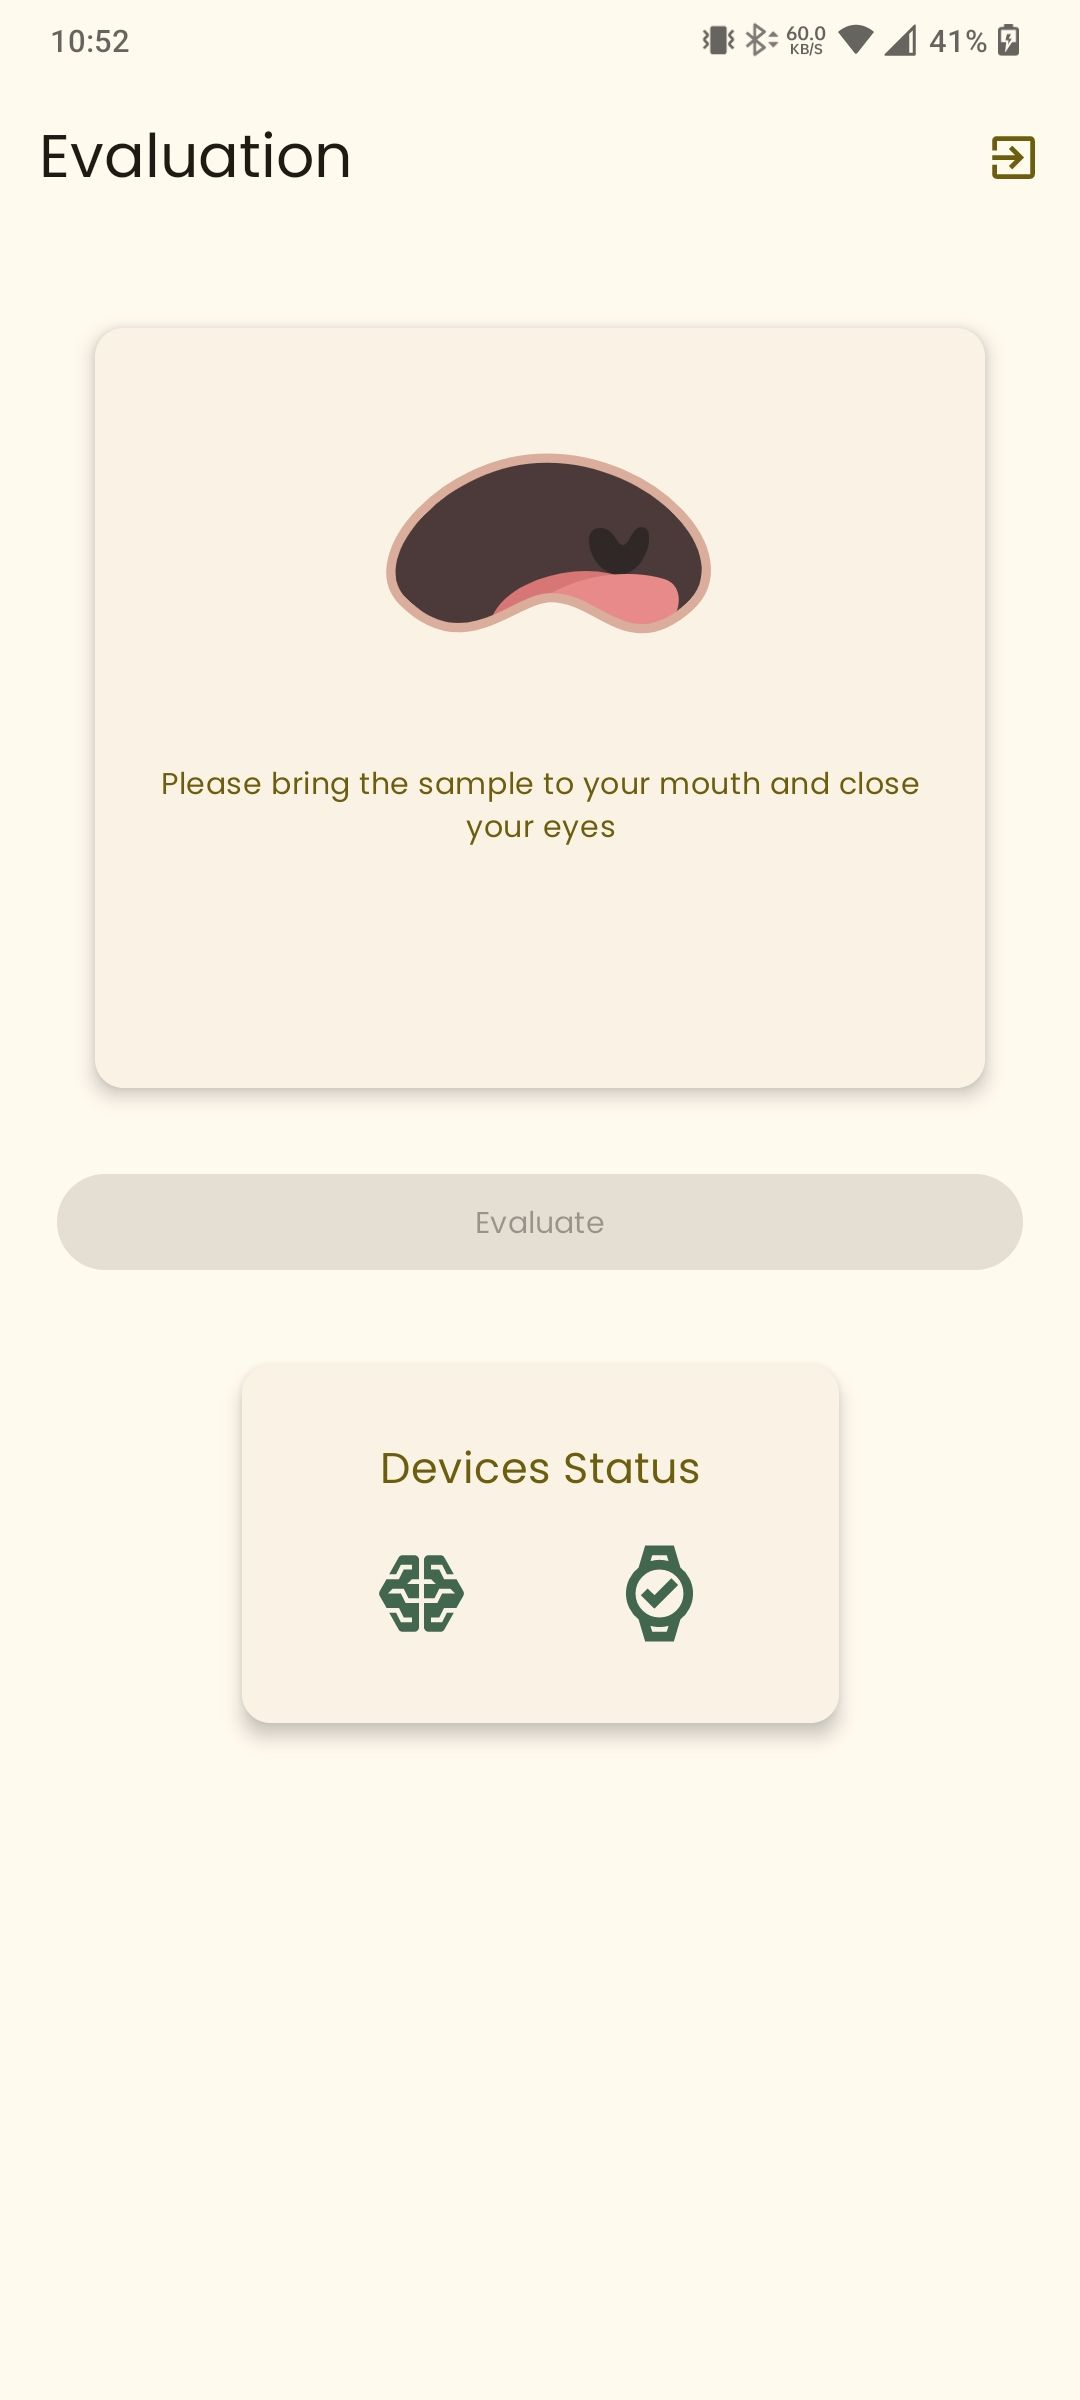 10:52
60.0
KB/S
41%
Evaluation
Please bring the sample to your mouth and close
your eyes
Evaluate
Devices Status